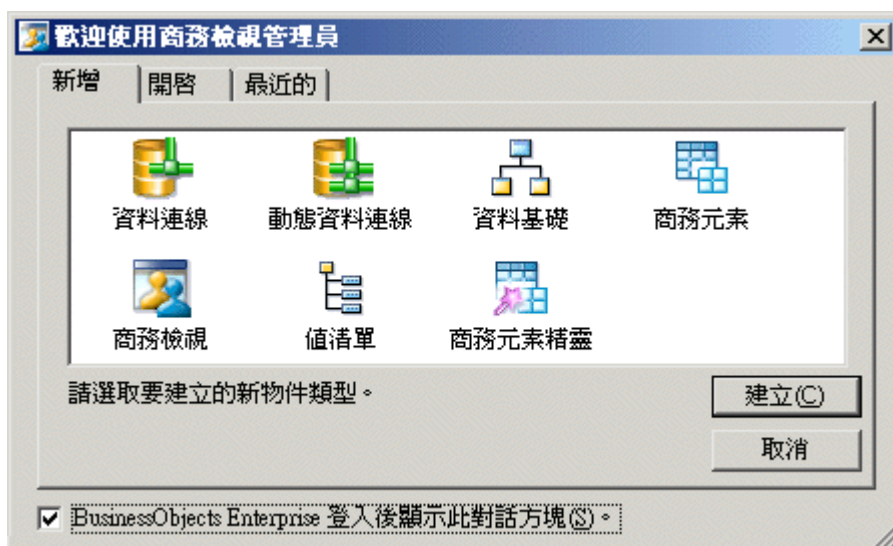 歡迎使用商務檢視管理員
新增 開啓 最近的
資料連線 動態資料連線 資料基礎 商務元素
商務檢視 值清單 商務元素精靈
請選取要建立的新物件類型。
建立(C)
取消
BusinessObjects Enterprise 登入後顯示此對話方塊(S)。